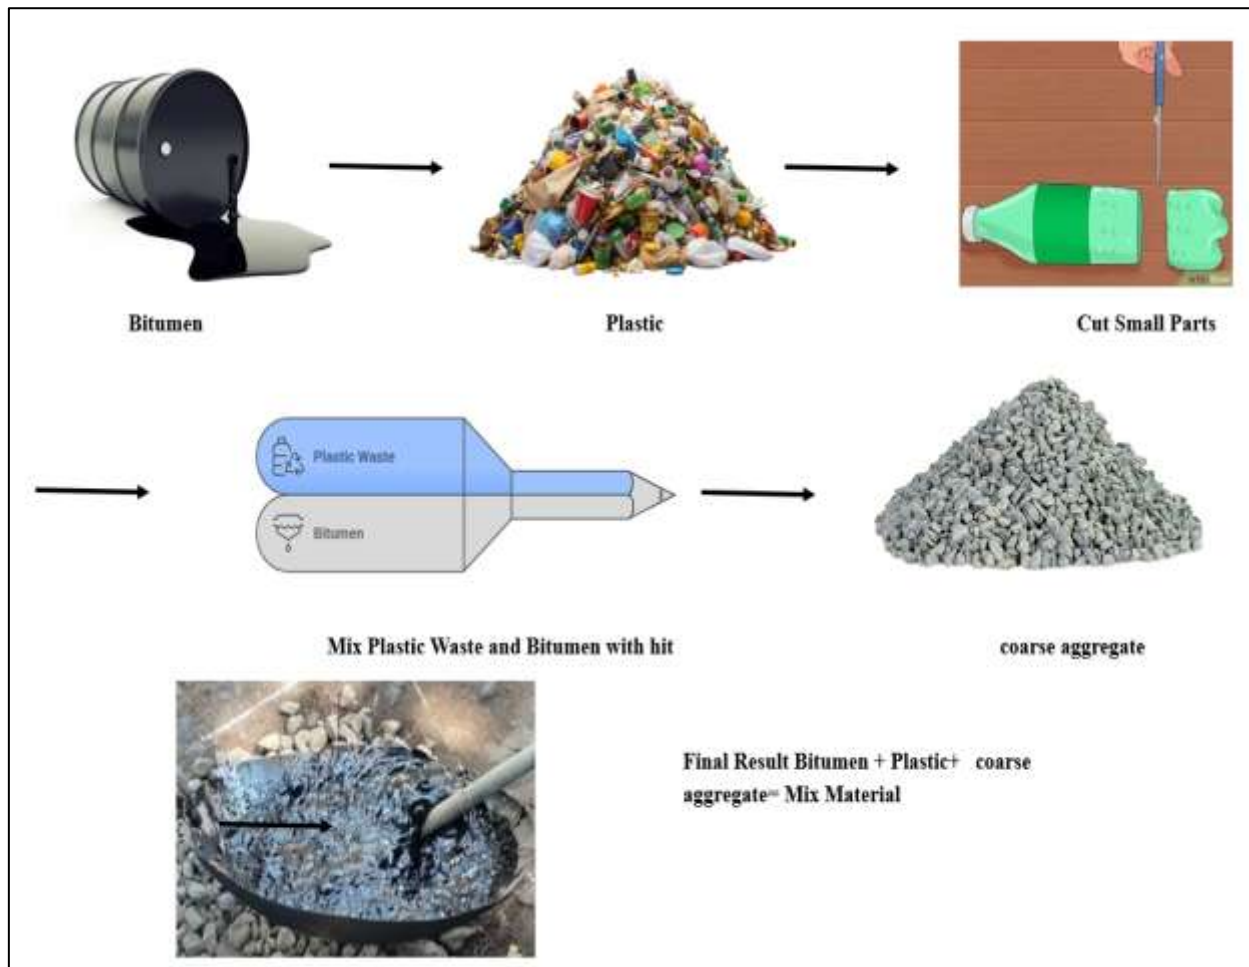 Bitumen
Plastic
Cut Small Parts
Plastic Waste
Bitumen
Mix Plastic Waste and Bitumen with hit
coarse aggregate
Final Result Bitumen + Plastic+ coarse
aggregate= Mix Material